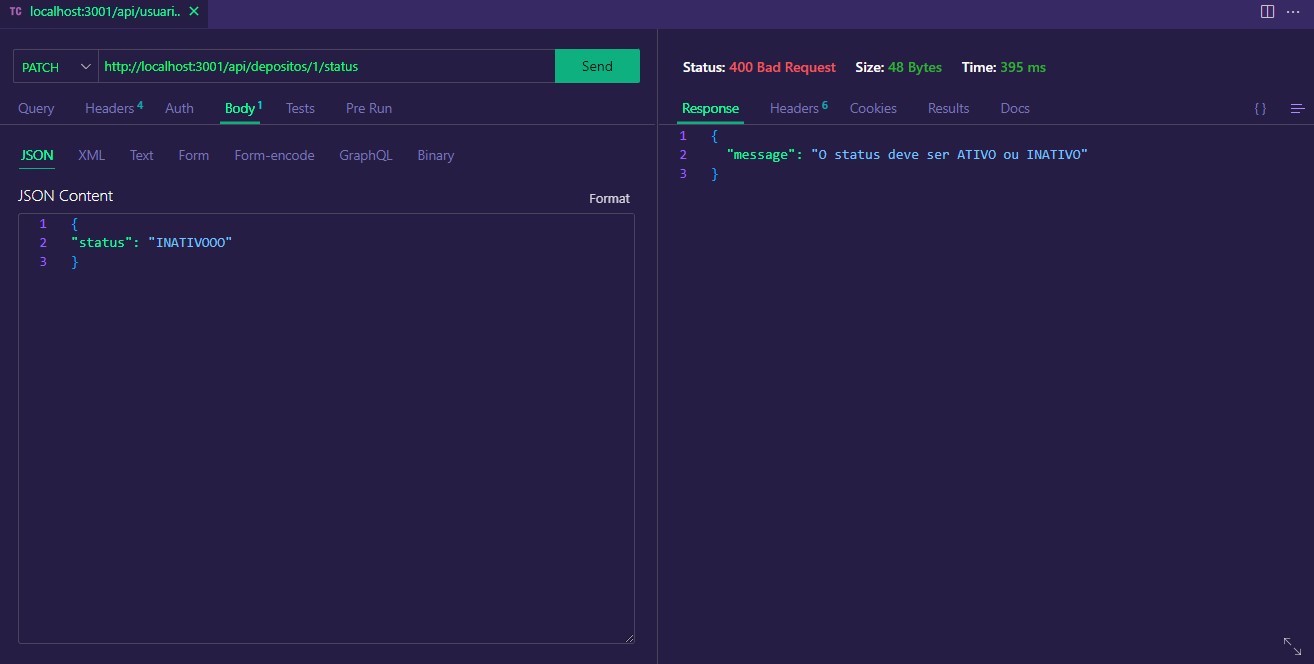 TC localhost:3001/api/usuari..
PATCH http://localhost:3001/api/depositos/1/status Send
Query Headers 4 Auth Body 1 Tests Pre Run
JSON XML Text Form Form-encode GraphQL Binary
JSON Content Format
1 {
2 "status": "INATIVOOO"
3 }
Status: 400 Bad Request Size: 48 Bytes Time: 395 ms
Response Headers 6 Cookies Results Docs { }
1 {
2 "message": "O status deve ser ATIVO ou INATIVO"
3 }